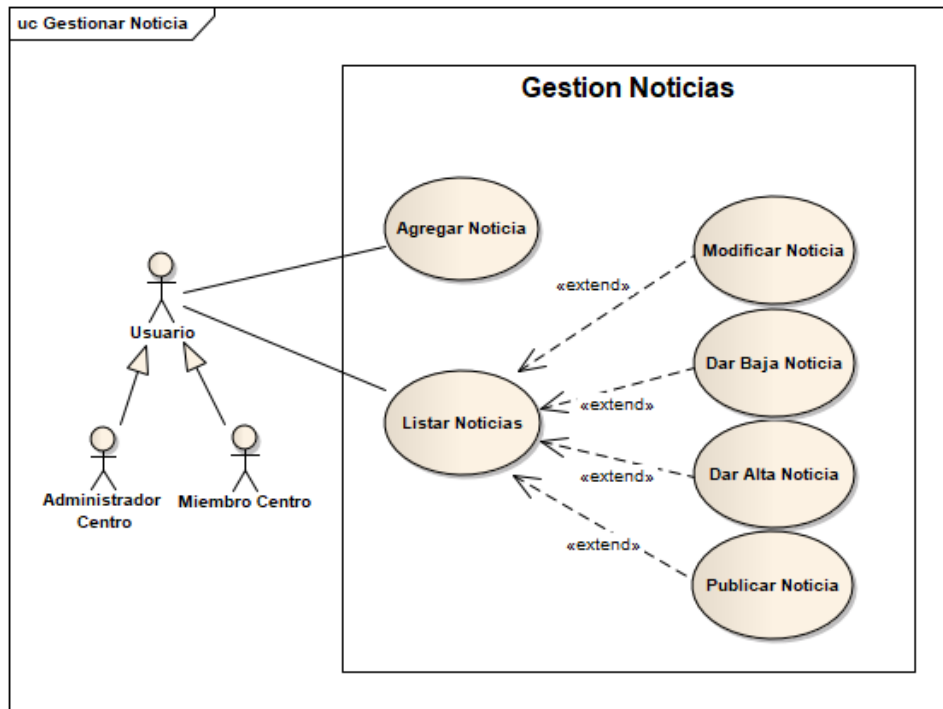 uc Gestionar Noticia
Gestion Noticias
Agregar Noticia
Modificar Noticia
«extend»
Usuario
Dar Baja Noticia
«extend»
Listar Noticias
Administrador
Centro
Miembro Centro
Dar Alta Noticia
«extend»
«extend»
Publicar Noticia